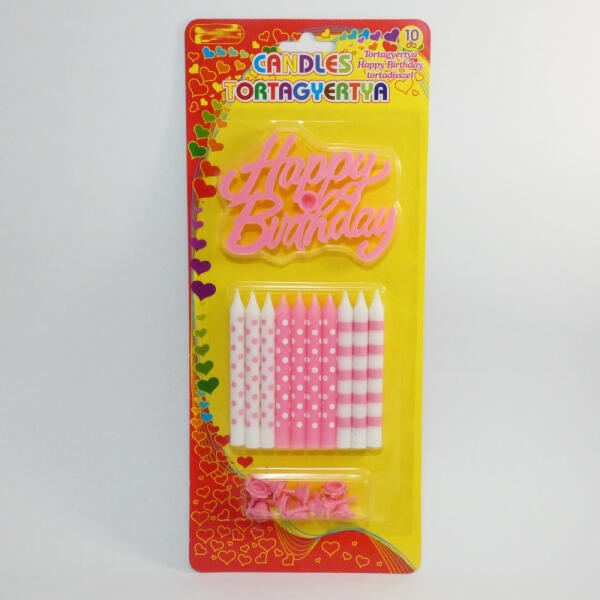 CANDLES
TORTAGYERTYA
10
db
Tortagyertya
Happy Birthday
tortadísszel
Happy
Birthday